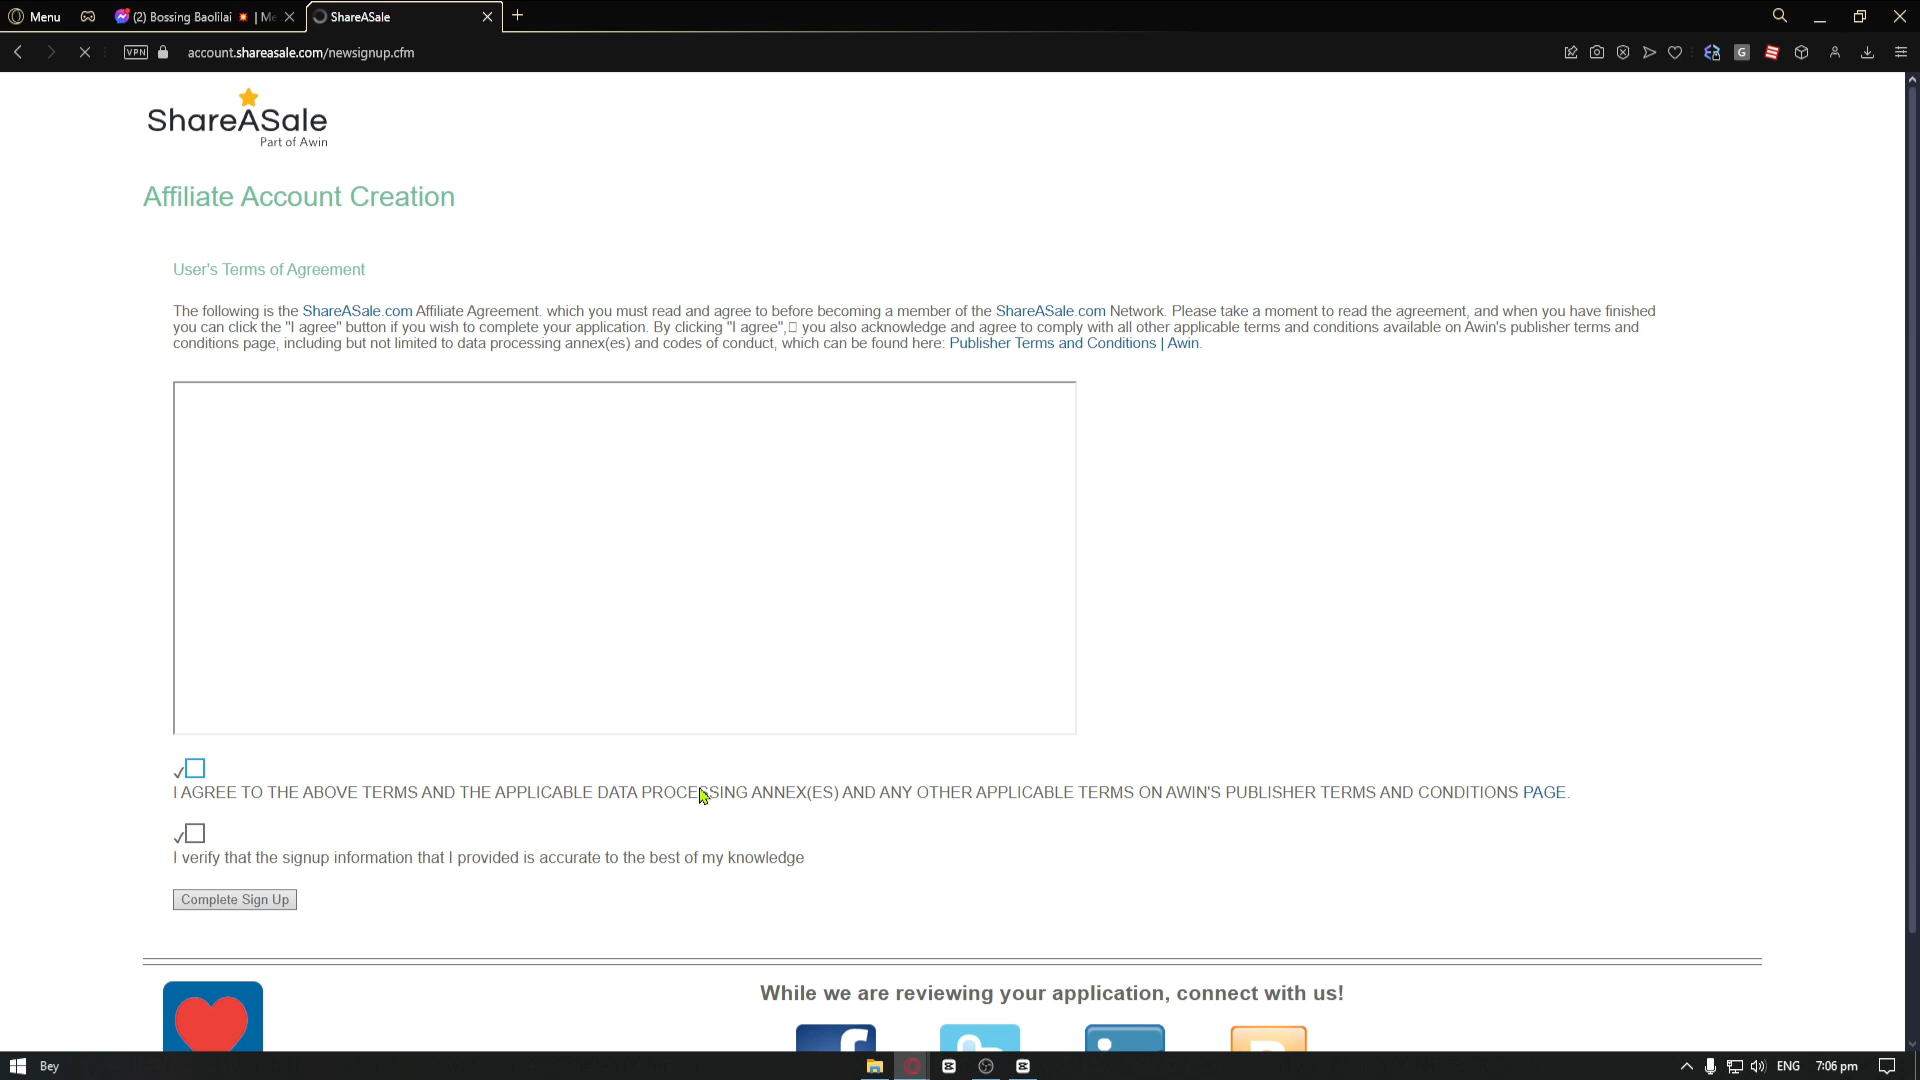 Menu
(2) Bossing Baolilai 💥 | Me
ShareASale
VPN
account.shareasale.com/newsignup.cfm
G
ShareASale
Part of Awin
Affiliate Account Creation
User's Terms of Agreement
The following is the ShareASale.com Affiliate Agreement. which you must read and agree to before becoming a member of the ShareASale.com Network. Please take a moment to read the agreement, and when you have finished
you can click the "I agree" button if you wish to complete your application. By clicking "I agree",▯ you also acknowledge and agree to comply with all other applicable terms and conditions available on Awin's publisher terms and
conditions page, including but not limited to data processing annex(es) and codes of conduct, which can be found here: Publisher Terms and Conditions | Awin.
I AGREE TO THE ABOVE TERMS AND THE APPLICABLE DATA PROCESSING ANNEX(ES) AND ANY OTHER APPLICABLE TERMS ON AWIN'S PUBLISHER TERMS AND CONDITIONS PAGE.
I verify that the signup information that I provided is accurate to the best of my knowledge
Complete Sign Up
While we are reviewing your application, connect with us!
Bey
ENG
7:06 pm